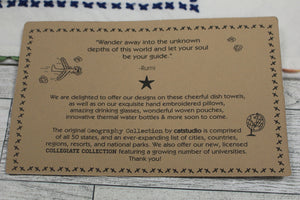 "Wander away into the unknown
depths of this world and let your soul
be your guide."
-Rumi
We are delighted to offer our designs on these cheerful dish towels,
as well as on our exquisite hand embroidered pillows,
amazing drinking glasses, wonderful woven pouches,
innovative thermal water bottles & more soon to come.
The original Geography Collection by catstudio is comprised
of all 50 states, and an ever-expanding list of cities, countries,
regions, resorts, and national parks. We also offer our new, licensed
COLLEGIATE COLLECTION featuring a growing number of universities.
Thank you!